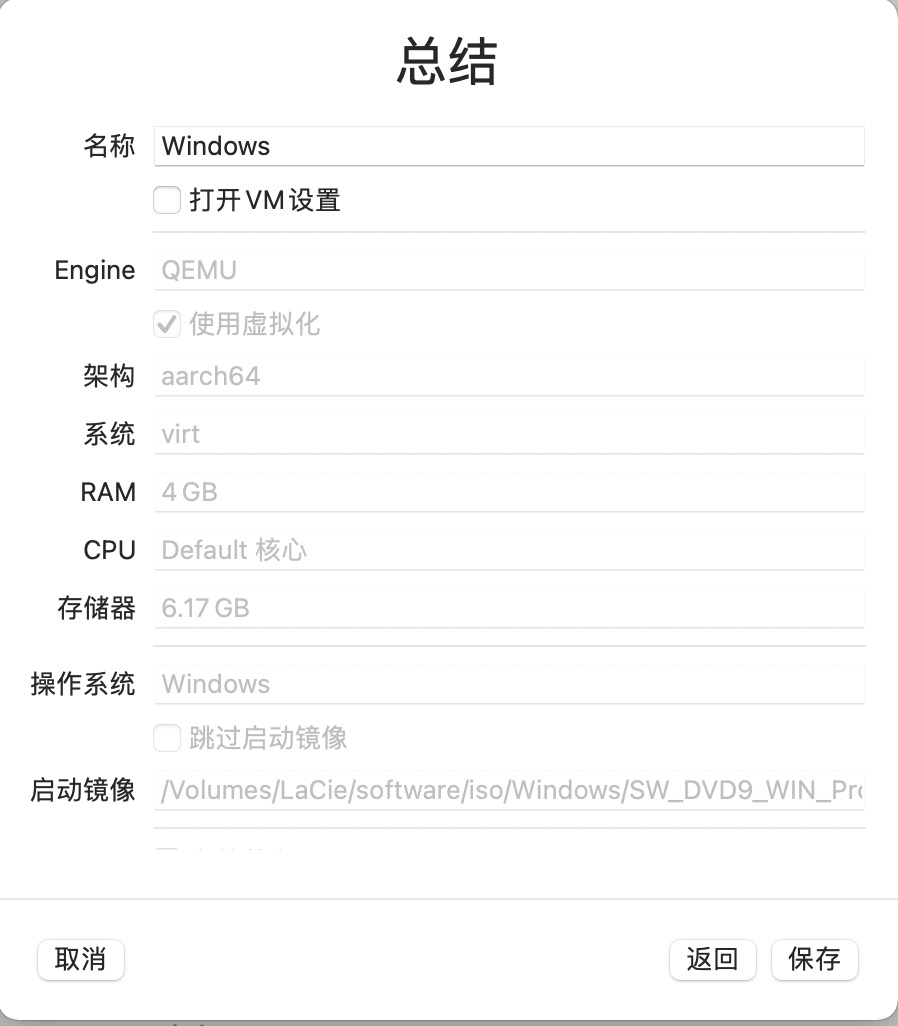 总结
名称 Windows
打开VM设置
Engine QEMU
使用虚拟化
架构 aarch64
系统 virt
RAM 4 GB
CPU Default 核心
存储器 6.17 GB
操作系统 Windows
跳过启动镜像
启动镜像 /Volumes/LaCie/software/iso/Windows/SW_DVD9_WIN_Pro
取消 返回 保存